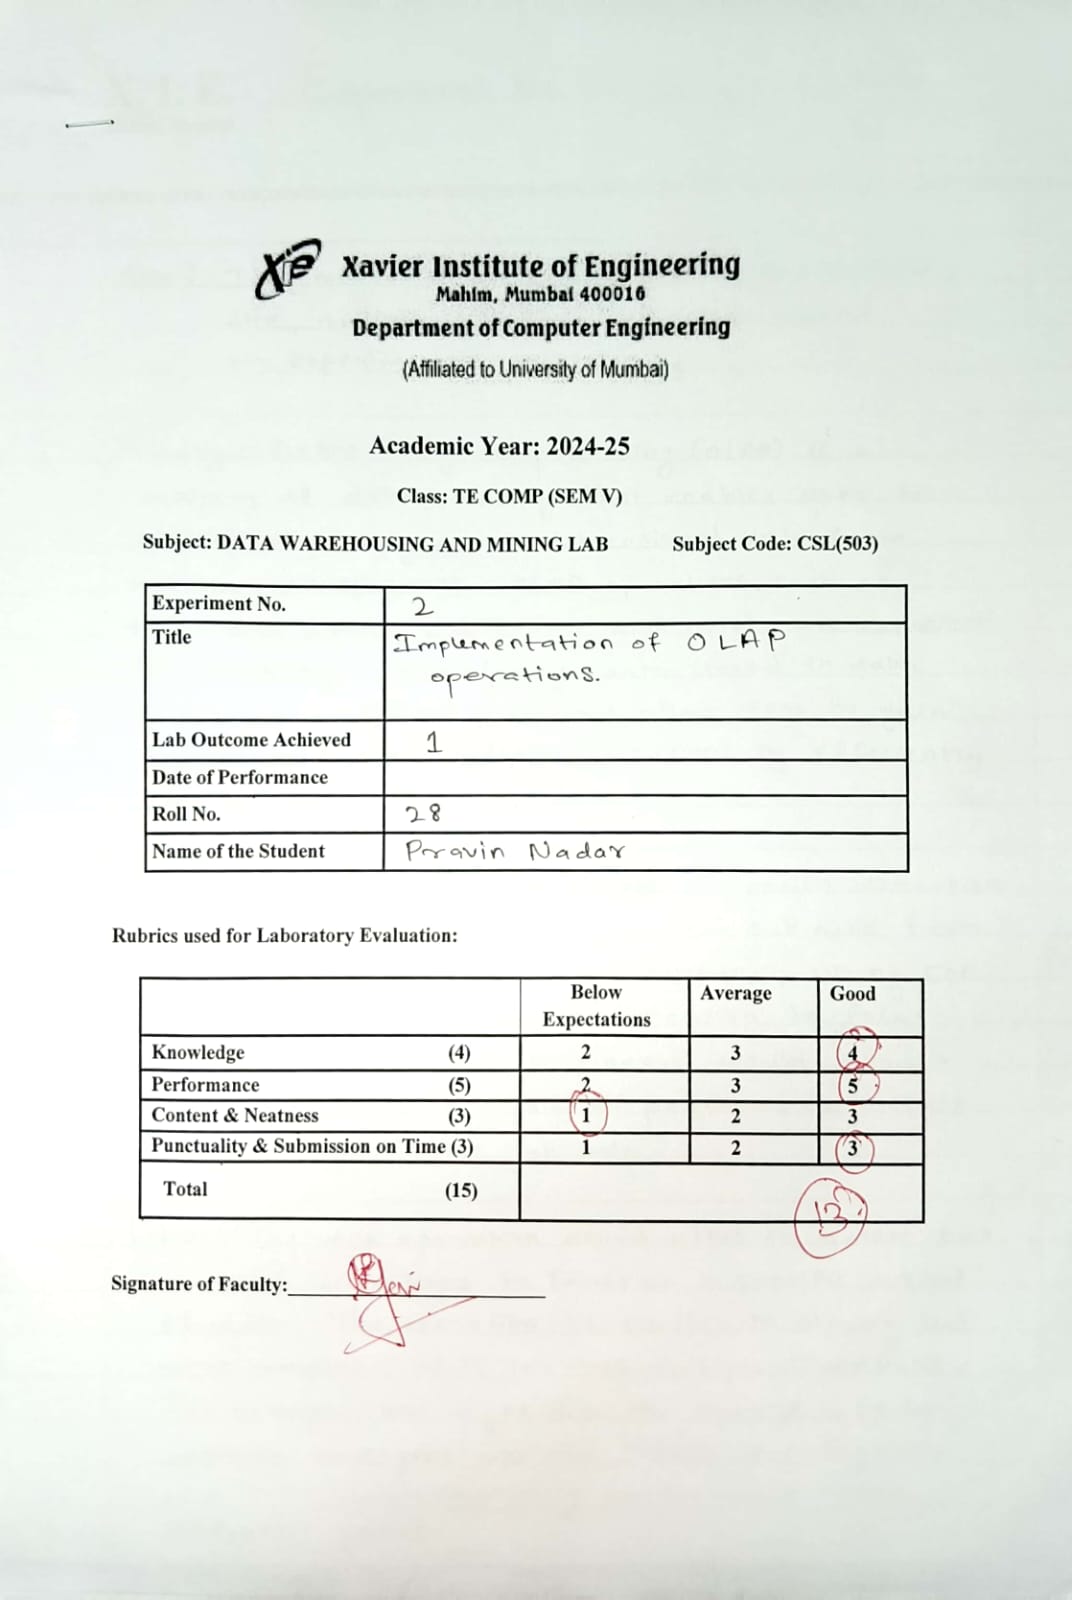 Xie Xavier Institute of Engineering
Mahim, Mumbai 400016
Department of Computer Engineering
(Affiliated to University of Mumbai)
Academic Year: 2024-25
Class: TE COMP (SEM V)
Subject: DATA WAREHOUSING AND MINING LAB Subject Code: CSL(503)
Experiment No. 2
Title Implementation of OLAP
operations.
Lab Outcome Achieved 1
Date of Performance
Roll No. 28
Name of the Student Pravin Nadar
Rubrics used for Laboratory Evaluation:
Below Average Good
Expectations
Knowledge (4) 2 3 4
Performance (5) 2 3 5
Content & Neatness (3) 1 2 3
Punctuality & Submission on Time (3) 1 2 3
Total (15) 13
Signature of Faculty: